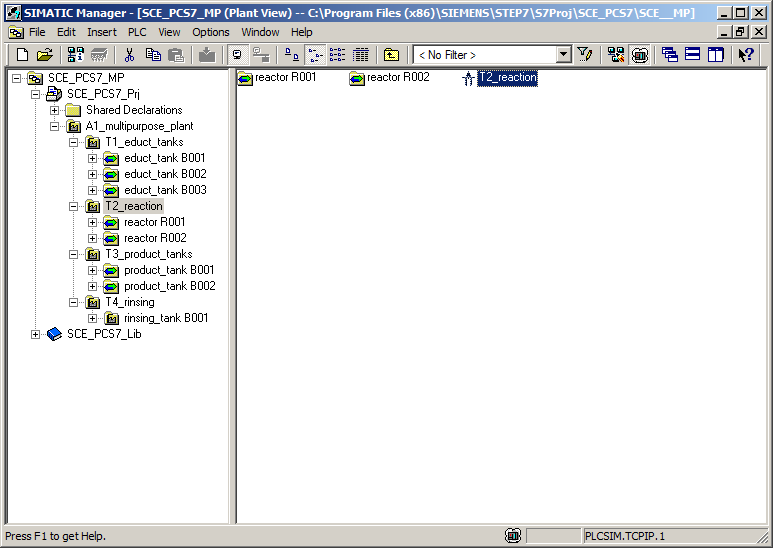 SIMATIC Manager - [SCE_PCS7_MP (Plant View) -- C:\Program Files (x86)\SIEMENS\STEP7\S7Proj\SCE_PCS7\SCE__MP]
File Edit Insert PLC View Options Window Help
< No Filter >
SCE_PCS7_MP
SCE_PCS7_Prj
Shared Declarations
A1_multipurpose_plant
T1_educt_tanks
educt_tank B001
educt_tank B002
educt_tank B003
T2_reaction
reactor R001
reactor R002
T3_product_tanks
product_tank B001
product_tank B002
T4_rinsing
rinsing_tank B001
SCE_PCS7_Lib
reactor R001 reactor R002 T2_reaction
Press F1 to get Help. PLCSIM.TCPIP.1